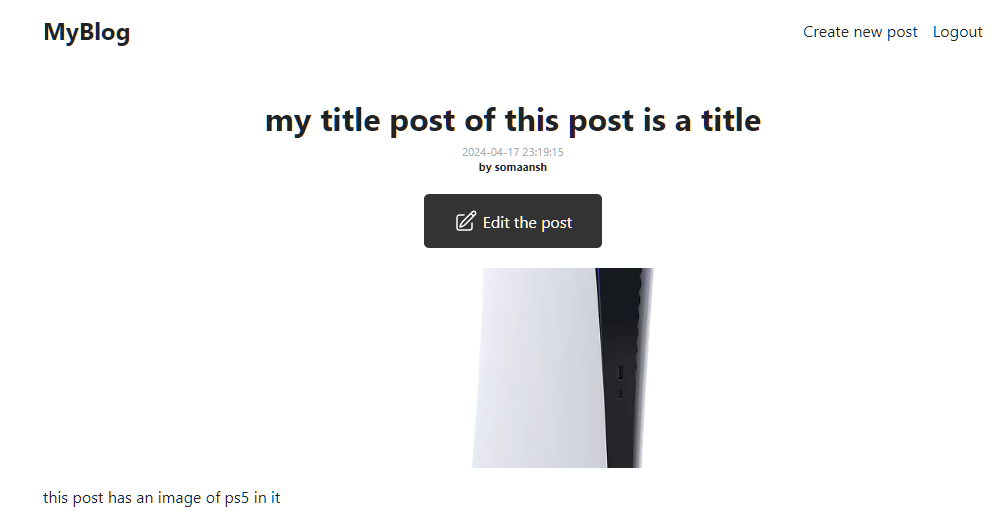 MyBlog
Create new post Logout
my title post of this post is a title
2024-04-17 23:19:15
by somaansh
Edit the post
this post has an image of ps5 in it